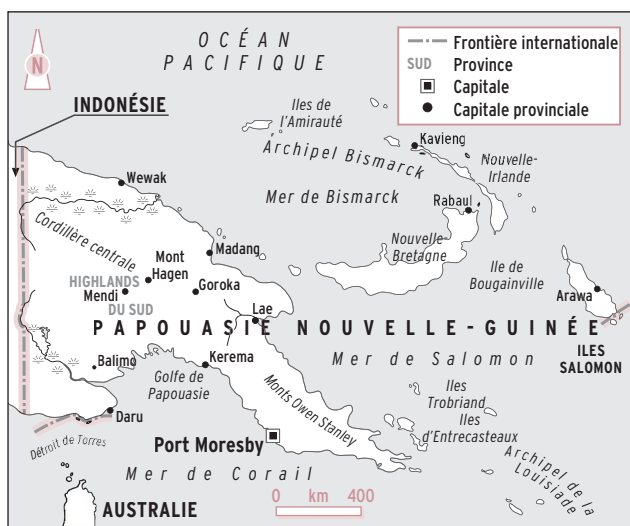 OCÉAN
PACIFIQUE
Frontière internationale
SUD Province
Capitale
Capitale provinciale
N
INDONÉSIE
Iles de
l'Amirauté
Kavieng
Archipel Bismarck
Nouvelle-
Irlande
Wewak
Mer de Bismarck
Rabaul
Cordillère centrale
Madang
Nouvelle-
Bretagne
Mont
Hagen
Ile de
Bougainville
HIGHLANDS
Mendi
Goroka
Arawa
DU SUD
Lae
PAPOUASIE NOUVELLE-GUINÉE
Balimo
Kerema
Mer de Salomon
ILES
SALOMON
Golfe de
Papouasie
Monts Owen Stanley
Iles
Trobriand
Daru
Iles
d'Entrecasteaux
Port Moresby
Détroit de Torres
Mer de Corail
Archipel de la
Louisiade
0 km 400
AUSTRALIE